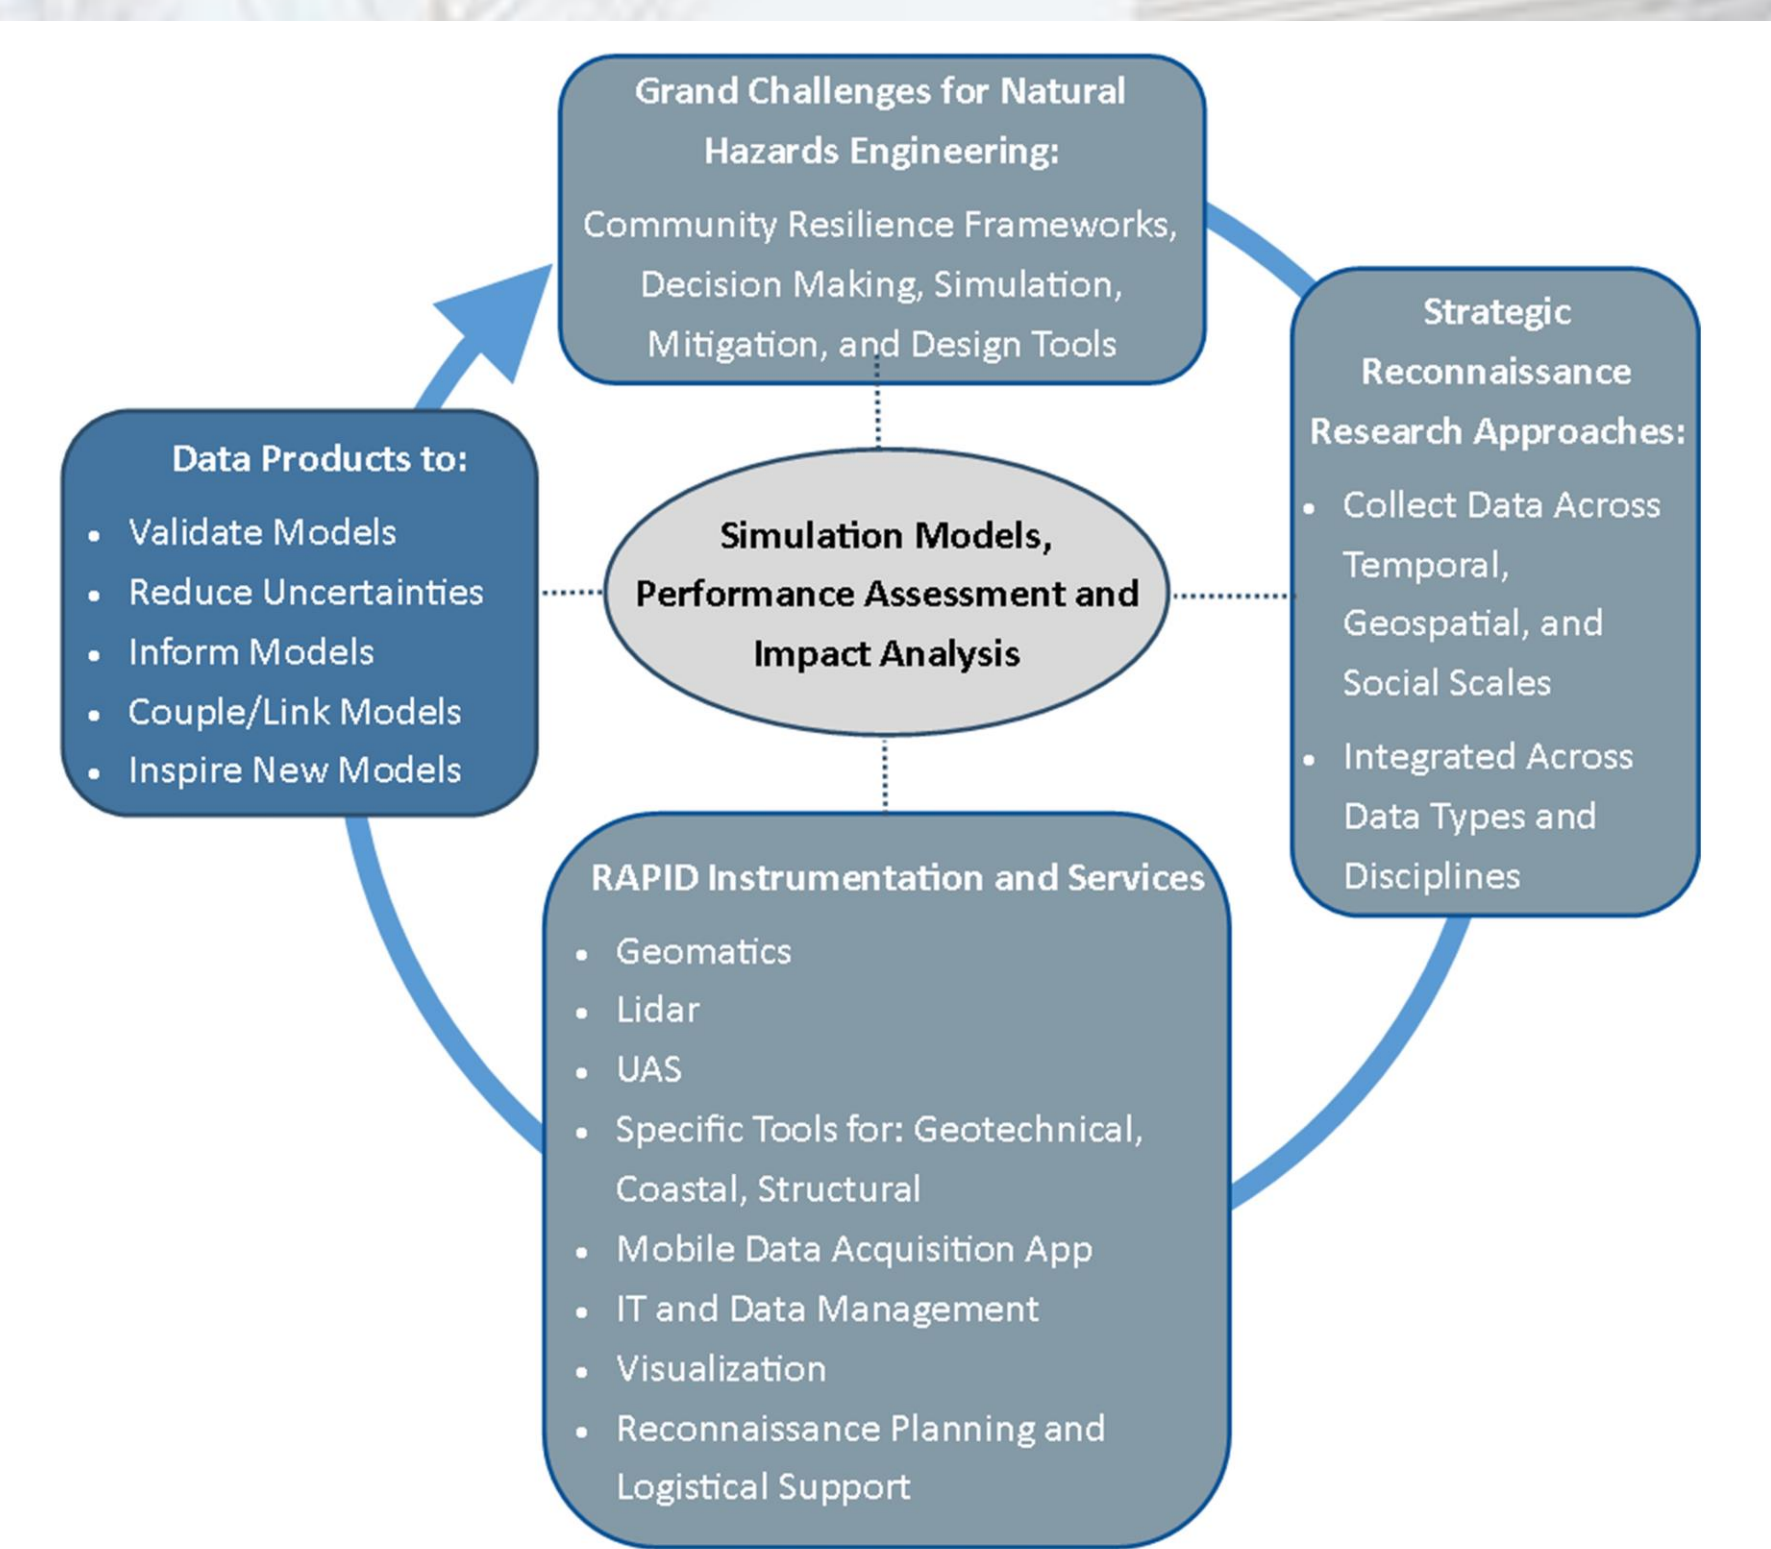 Grand Challenges for Natural
Hazards Engineering:
Community Resilience Frameworks,
Decision Making, Simulation,
Mitigation, and Design Tools
Strategic
Reconnaissance
Research Approaches:
• Collect Data Across
Temporal,
Geospatial, and
Social Scales
• Integrated Across
Data Types and
Disciplines
Data Products to:
• Validate Models
• Reduce Uncertainties
• Inform Models
• Couple/Link Models
• Inspire New Models
Simulation Models,
Performance Assessment and
Impact Analysis
RAPID Instrumentation and Services
• Geomatics
• Lidar
• UAS
• Specific Tools for: Geotechnical,
Coastal, Structural
• Mobile Data Acquisition App
• IT and Data Management
• Visualization
• Reconnaissance Planning and
Logistical Support